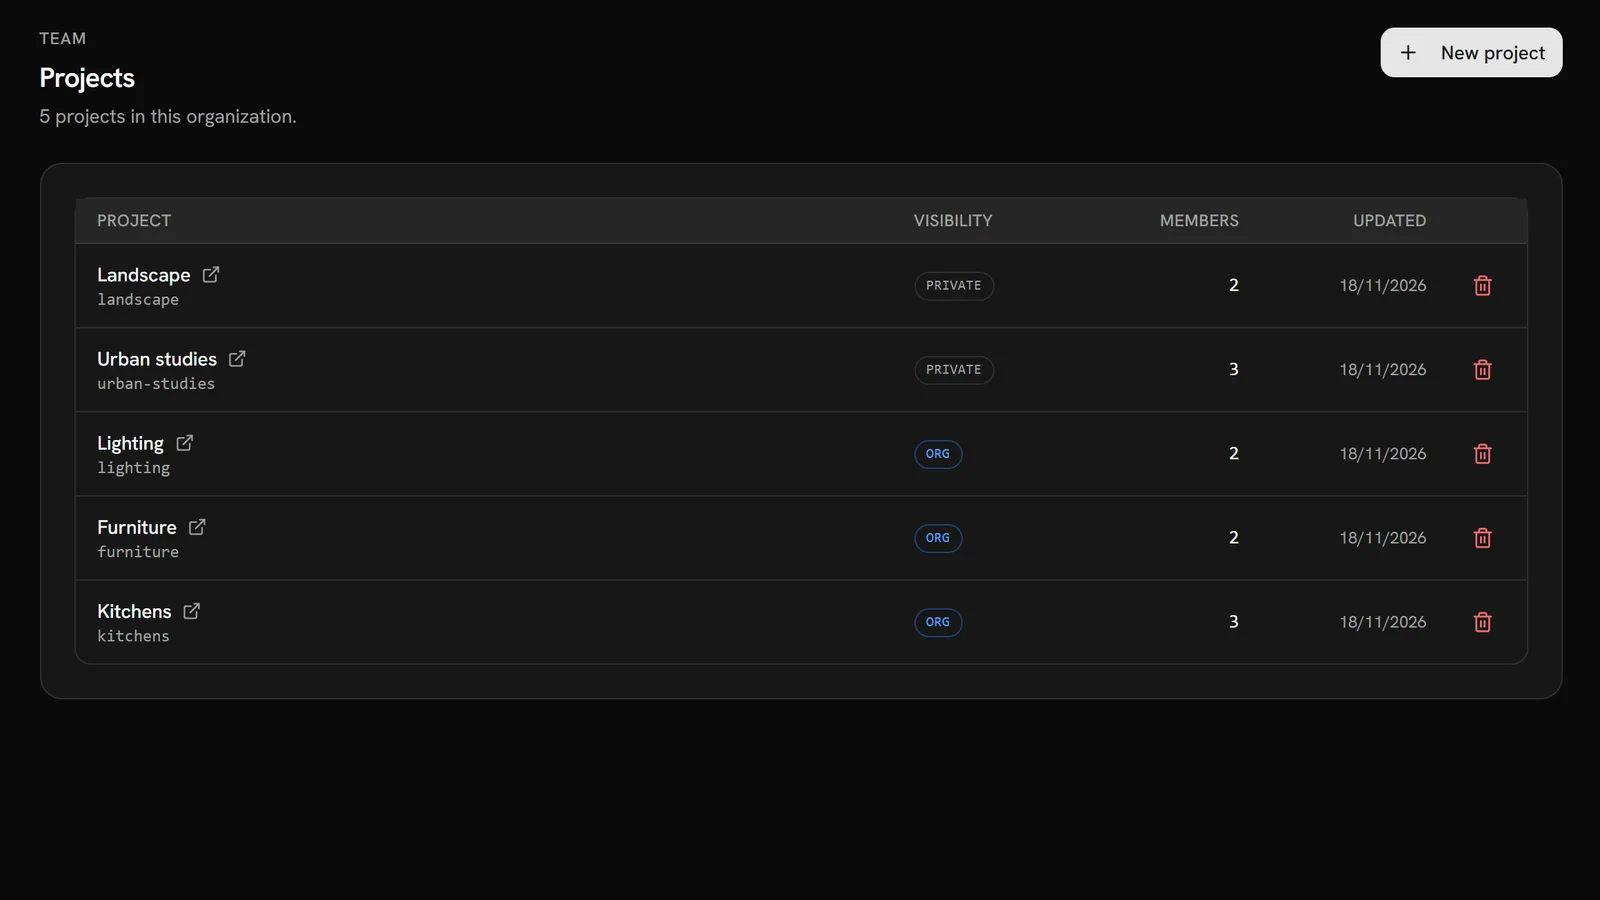 TEAM
Projects
5 projects in this organization.
New project
PROJECT VISIBILITY MEMBERS UPDATED
Landscape
landscape
PRIVATE 2 18/11/2026
Urban studies
urban-studies
PRIVATE 3 18/11/2026
Lighting
lighting
ORG 2 18/11/2026
Furniture
furniture
ORG 2 18/11/2026
Kitchens
kitchens
ORG 3 18/11/2026